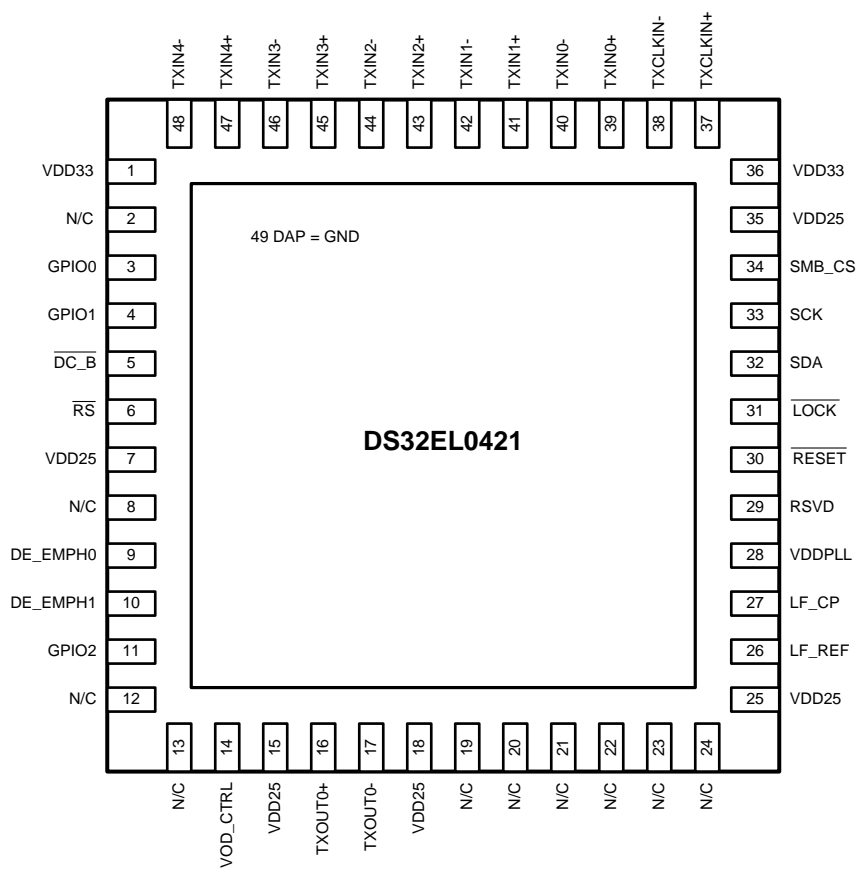 TXIN4-
TXIN4+
TXIN3-
TXIN3+
TXIN2-
TXIN2+
TXIN1-
TXIN1+
TXIN0-
TXIN0+
TXCLKIN-
TXCLKIN+
48 47 46 45 44 43 42 41 40 39 38 37
VDD33 1 36 VDD33
N/C 2 35 VDD25
49 DAP = GND
GPIO0 3 34 SMB_CS
GPIO1 4 33 SCK
DC_B 5 32 SDA
RS 6 31 LOCK
DS32EL0421
VDD25 7 30 RESET
N/C 8 29 RSVD
DE_EMPH0 9 28 VDDPLL
DE_EMPH1 10 27 LF_CP
GPIO2 11 26 LF_REF
N/C 12 25 VDD25
13 14 15 16 17 18 19 20 21 22 23 24
N/C
VOD_CTRL
VDD25
TXOUT0+
TXOUT0-
VDD25
N/C
N/C
N/C
N/C
N/C
N/C